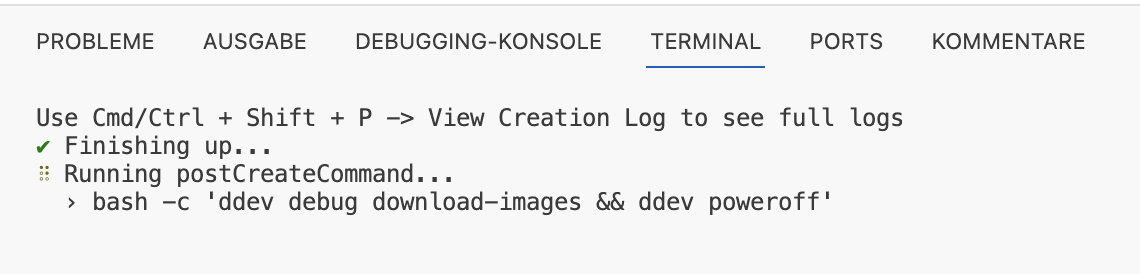 PROBLEME AUSGABE DEBUGGING-KONSOLE TERMINAL PORTS KOMMENTARE
Use Cmd/Ctrl + Shift + P -> View Creation Log to see full logs
✔ Finishing up...
⠿ Running postCreateCommand...
› bash -c 'ddev debug download-images && ddev poweroff'